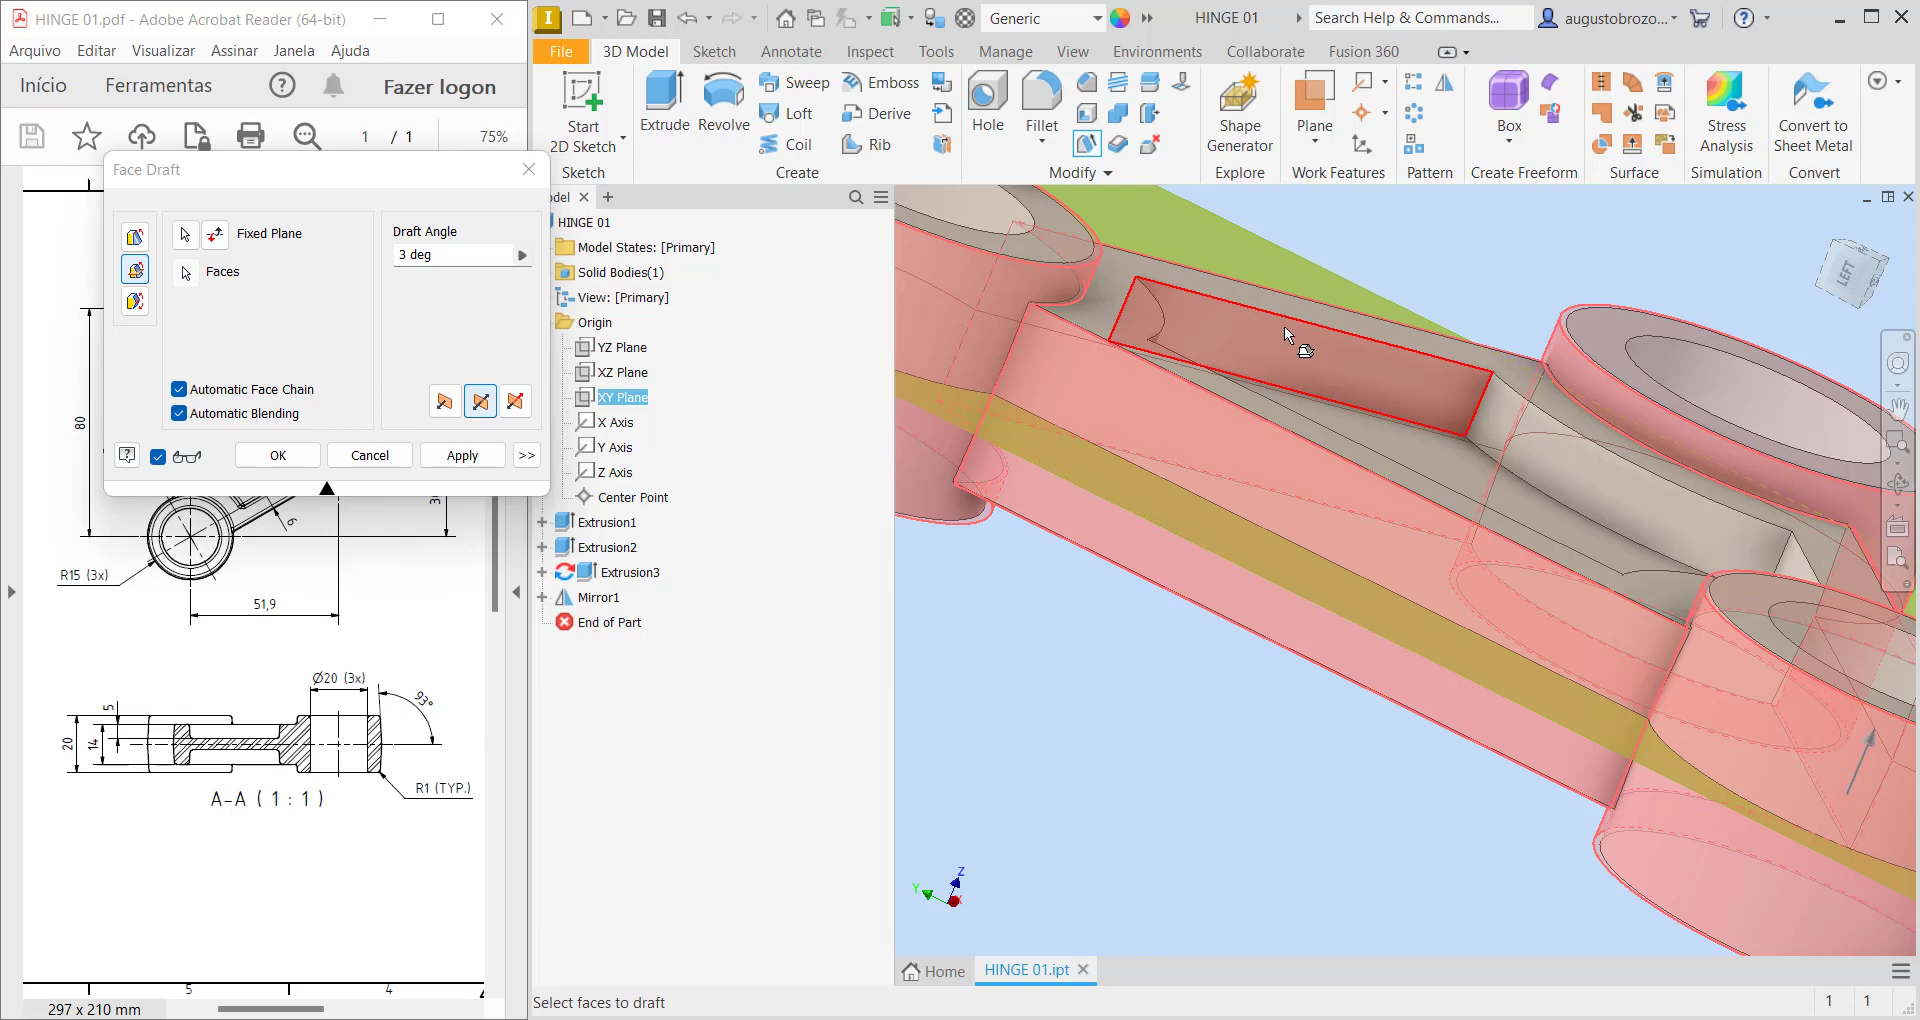 HINGE 01.pdf - Adobe Acrobat Reader (64-bit)
Arquivo Editar Visualizar Assinar Janela Ajuda
Início Ferramentas Fazer logon
1 / 1 75%
Face Draft
Fixed Plane
Faces
Draft Angle
3 deg
Automatic Face Chain
Automatic Blending
OK Cancel Apply >>
80
6
R15 (3x)
51,9
Ø20 (3x)
93°
5
20
14
R1 (TYP.)
A-A ( 1 : 1 )
5 4
297 x 210 mm
Generic
HINGE 01
Search Help & Commands...
augustobrozo...
File 3D Model Sketch Annotate Inspect Tools Manage View Environments Collaborate Fusion 360
Start
2D Sketch
Sketch
Extrude Revolve
Sweep
Loft
Coil
Emboss
Derive
Rib
Create
Hole Fillet
Modify
Shape
Generator
Explore
Plane
Work Features
Pattern
Box
Create Freeform
Surface
Stress
Analysis
Simulation
Convert to
Sheet Metal
Convert
HINGE 01
Model States: [Primary]
Solid Bodies(1)
View: [Primary]
Origin
YZ Plane
XZ Plane
XY Plane
X Axis
Y Axis
Z Axis
Center Point
Extrusion1
Extrusion2
Extrusion3
Mirror1
End of Part
LEFT
Z
Y
Home HINGE 01.ipt
Select faces to draft
1 1